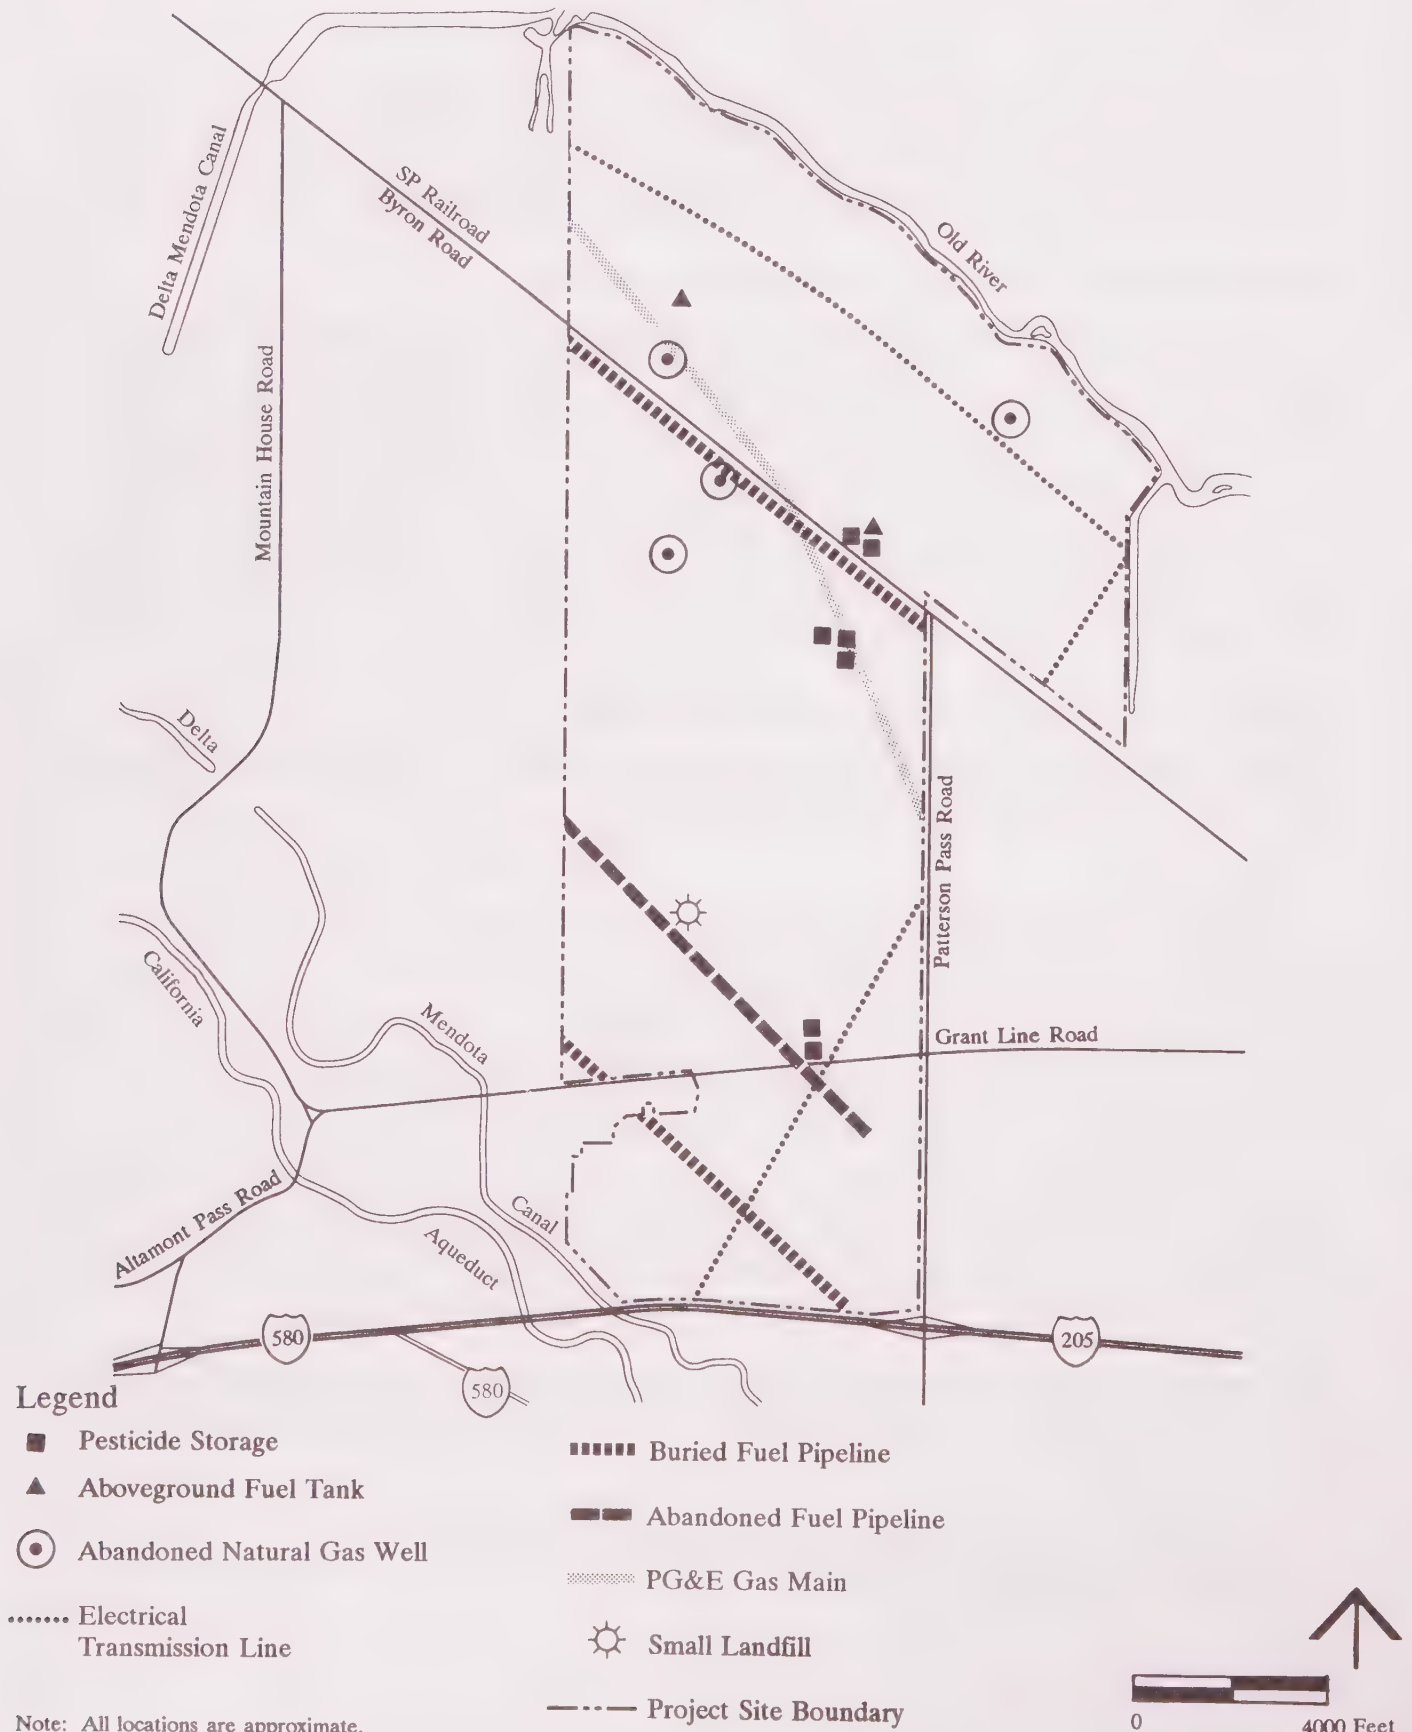 Delta Mendota Canal
SP Railroad
Byron Road
Old River
Mountain House Road
Delta
Patterson Pass Road
California
Mendota
Grant Line Road
Altamont Pass Road
Canal
Aqueduct
580
205
580
Legend
Pesticide Storage
Aboveground Fuel Tank
Abandoned Natural Gas Well
Electrical
Transmission Line
Buried Fuel Pipeline
Abandoned Fuel Pipeline
PG&E Gas Main
Small Landfill
Project Site Boundary
Note: All locations are approximate.
0 4000 Feet